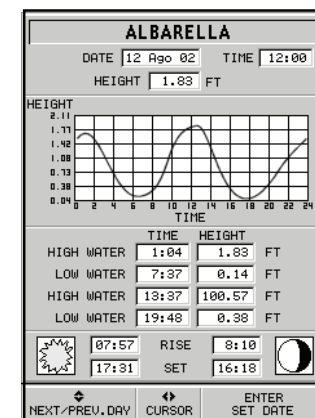 ALBARELLA
DATE 12 Ago 02 TIME 12:00
HEIGHT 1.83 FT
HEIGHT
2.11
1.77
1.42
1.08
0.73
0.38
0.04
0 2 4 6 8 10 12 14 16 18 20 22 24
TIME
TIME HEIGHT
HIGH WATER 1:04 1.83 FT
LOW WATER 7:37 0.14 FT
HIGH WATER 13:37 100.57 FT
LOW WATER 19:48 0.38 FT
07:57 RISE 8:10
17:31 SET 16:18
NEXT/PREV.DAY CURSOR ENTER
SET DATE